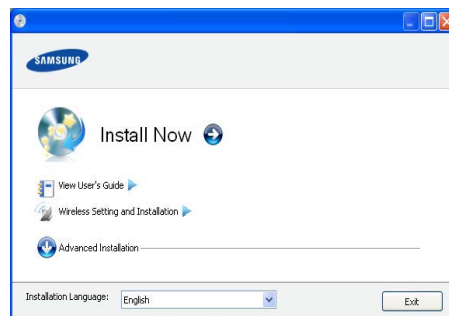 SAMSUNG
Install Now
View User's Guide
Wireless Setting and Installation
Advanced Installation
Installation Language: English
Exit